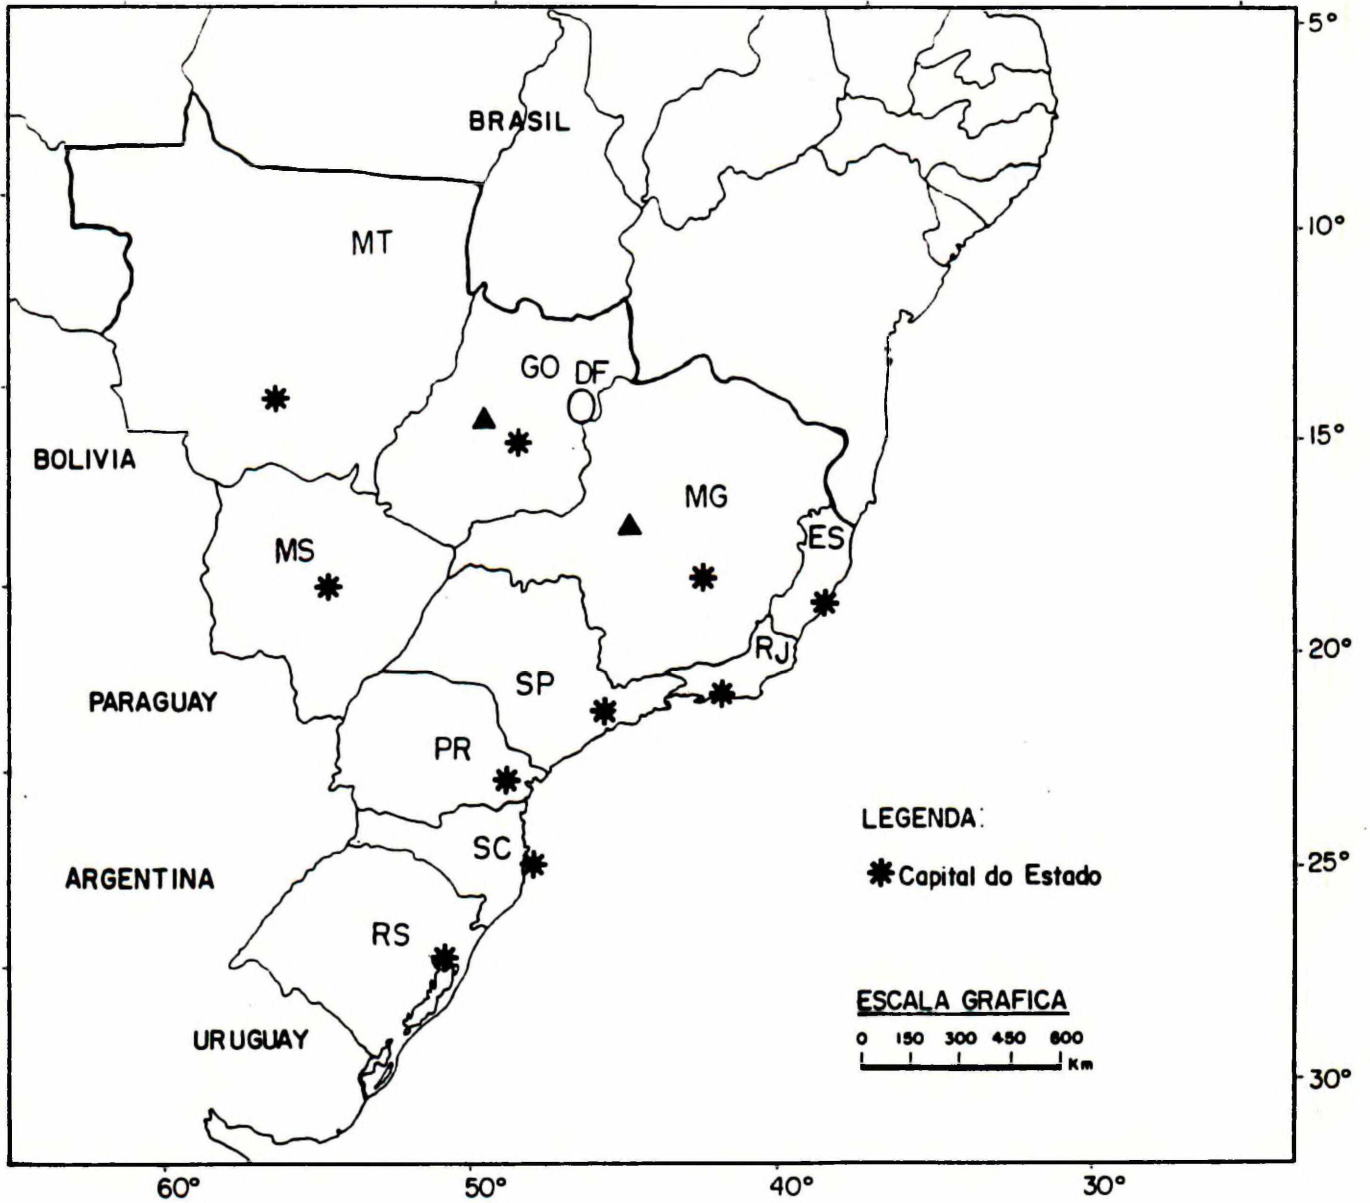 5°
BRASIL
10°
MT
GO
DF
15°
BOLIVIA
MG
ES
MS
20°
RJ
SP
PARAGUAY
PR
LEGENDA:
SC
25°
ARGENTINA
Capital do Estado
RS
ESCALA GRAFICA
URUGUAY
0 150 300 450 600
Km
30°
60° 50° 40° 30°